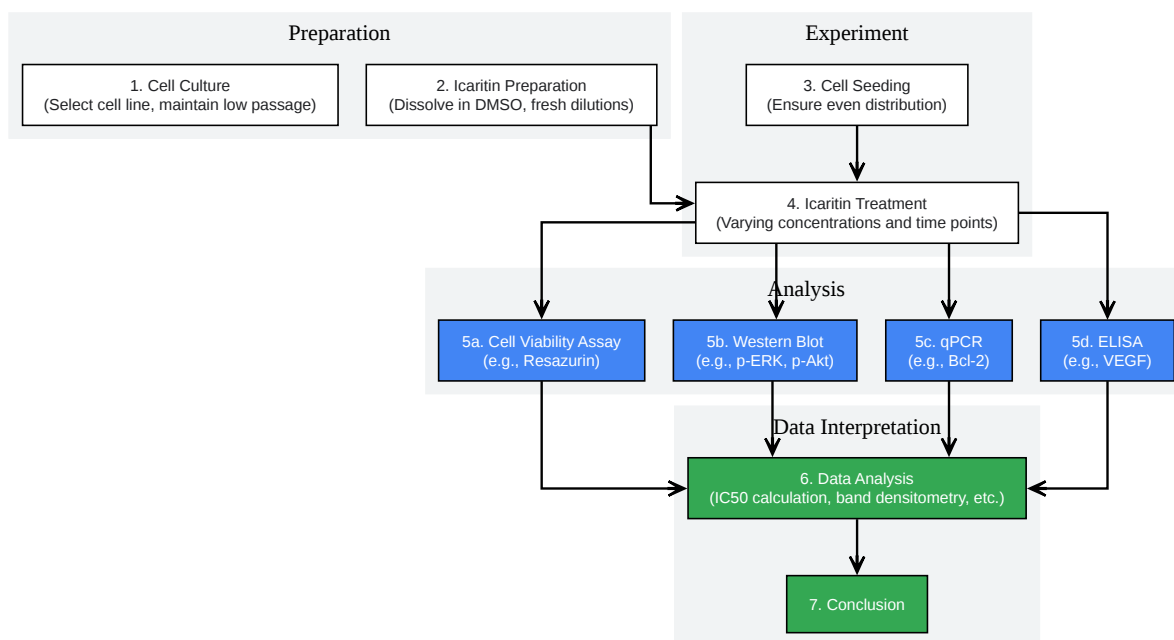 Preparation
Experiment
1. Cell Culture
(Select cell line, maintain low passage)
2. Icaritin Preparation
(Dissolve in DMSO, fresh dilutions)
3. Cell Seeding
(Ensure even distribution)
4. Icaritin Treatment
(Varying concentrations and time points)
Analysis
5a. Cell Viability Assay
(e.g., Resazurin)
5b. Western Blot
(e.g., p-ERK, p-Akt)
5c. qPCR
(e.g., Bcl-2)
5d. ELISA
(e.g., VEGF)
Data Interpretation
6. Data Analysis
(IC50 calculation, band densitometry, etc.)
7. Conclusion